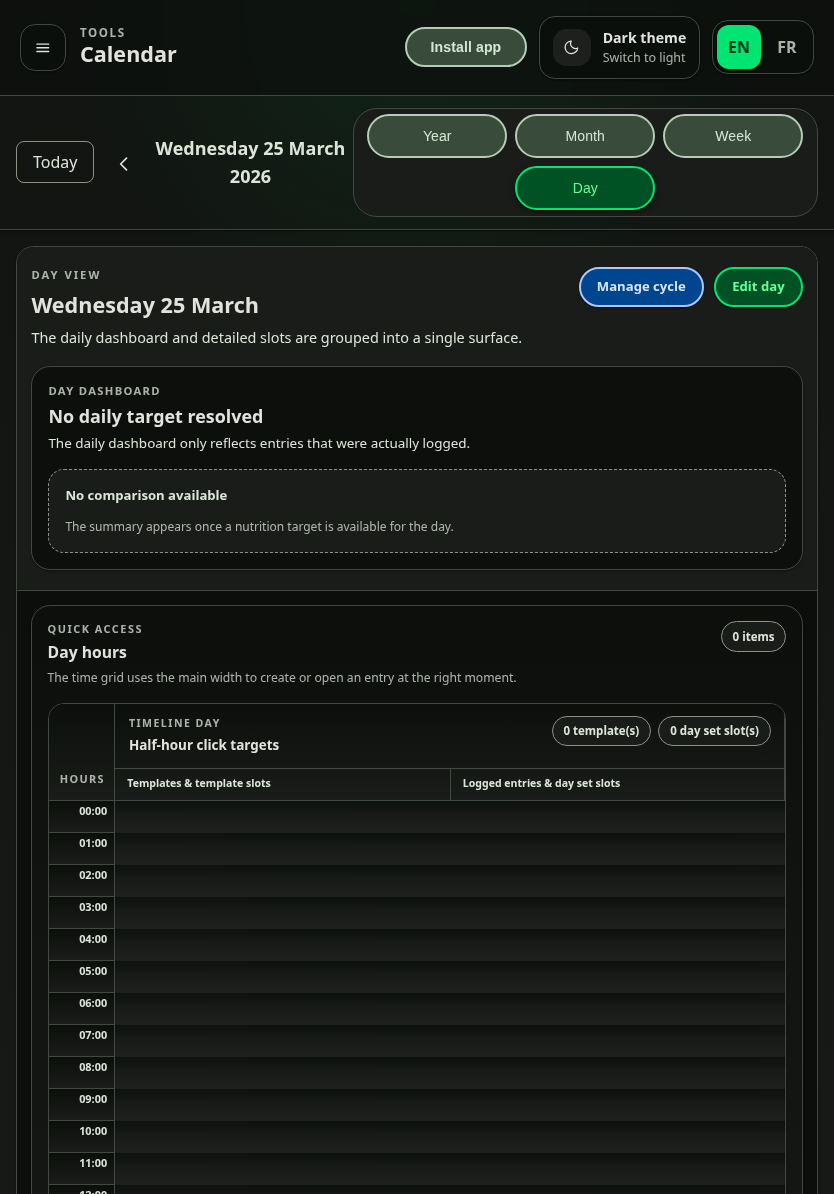 TOOLS
Calendar
Install app
Dark theme
Switch to light
EN
FR
Today
Wednesday 25 March
2026
Year
Month
Week
Day
DAY VIEW
Wednesday 25 March
The daily dashboard and detailed slots are grouped into a single surface.
Manage cycle
Edit day
DAY DASHBOARD
No daily target resolved
The daily dashboard only reflects entries that were actually logged.
No comparison available
The summary appears once a nutrition target is available for the day.
QUICK ACCESS
Day hours
The time grid uses the main width to create or open an entry at the right moment.
0 items
TIMELINE DAY
Half-hour click targets
0 template(s)
0 day set slot(s)
HOURS
Templates & template slots
Logged entries & day set slots
00:00
01:00
02:00
03:00
04:00
05:00
06:00
07:00
08:00
09:00
10:00
11:00
12:00